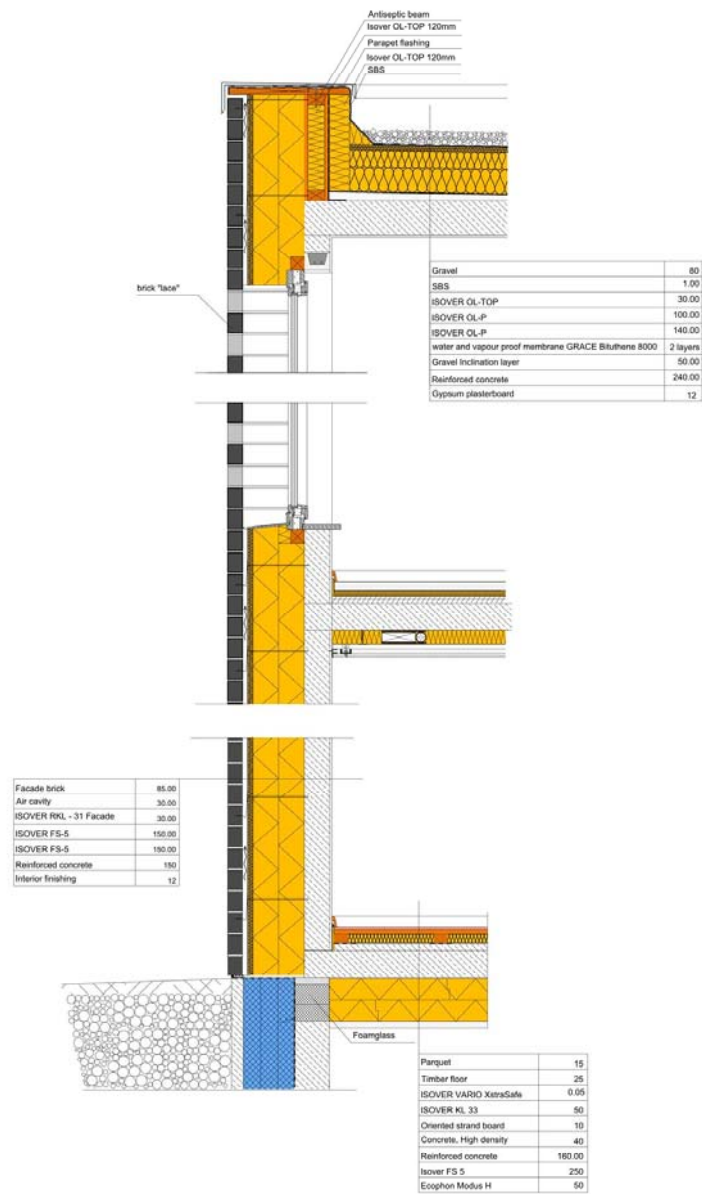 Antiseptic beam
Isover OL-TOP 120mm
Parapet flashing
Isover OL-TOP 120mm
SBS
brick "lace"
Gravel 80
SBS 1.00
ISOVER OL-TOP 30.00
ISOVER OL-P 100.00
ISOVER OL-P 140.00
water and vapour proof membrane GRACE Bituthene 8000 2 layers
Gravel Inclination layer 50.00
Reinforced concrete 240.00
Gypsum plasterboard 12
Facade brick 85.00
Air cavity 30.00
ISOVER RKL - 31 Facade 30.00
ISOVER FS-5 150.00
ISOVER FS-5 150.00
Reinforced concrete 150
Interior finishing 12
Foamglass
Parquet 15
Timber floor 25
ISOVER VARIO XstraSafe 0.05
ISOVER KL 33 50
Oriented strand board 10
Concrete, High density 40
Reinforced concrete 160.00
Isover FS 5 250
Ecophon Modus H 50